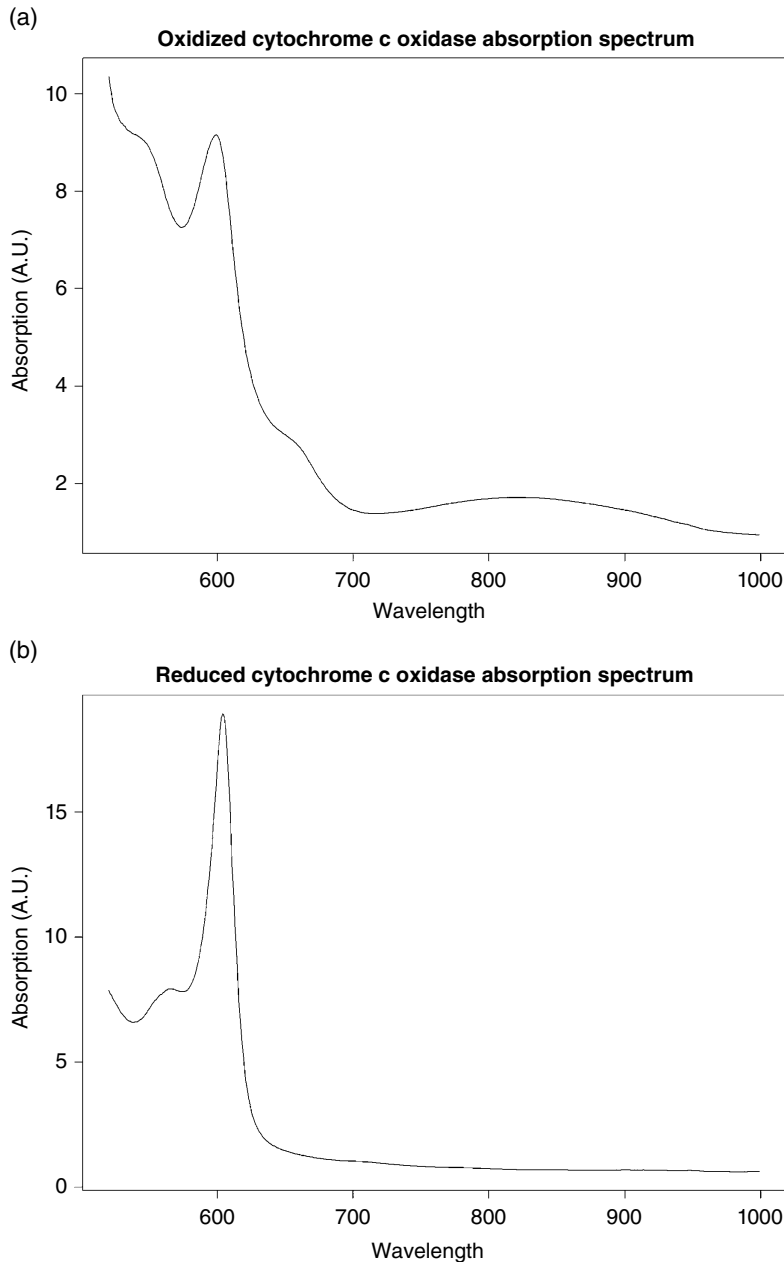 (a)
Oxidized cytochrome c oxidase absorption spectrum
10
8
6
4
2
Absorption (A.U.)
600 700 800 900 1000
Wavelength
(b)
Reduced cytochrome c oxidase absorption spectrum
15
10
5
0
Absorption (A.U.)
600 700 800 900 1000
Wavelength